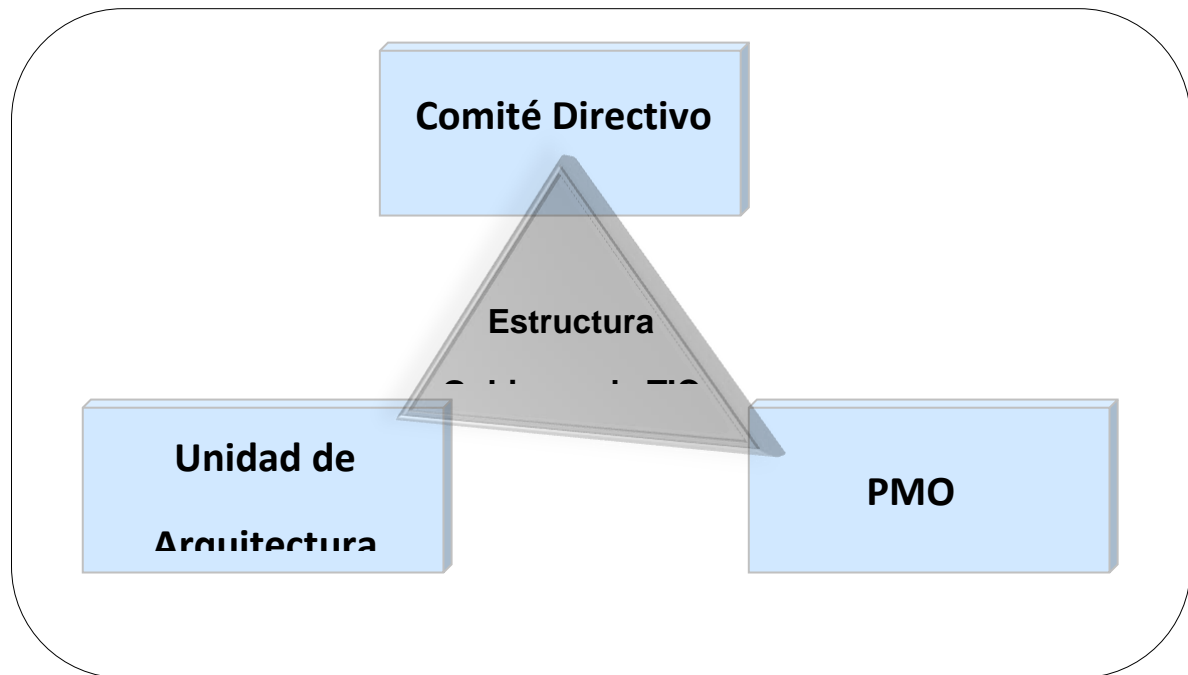 Comité Directivo
Estructura
Unidad de
Arquitectura
PMO